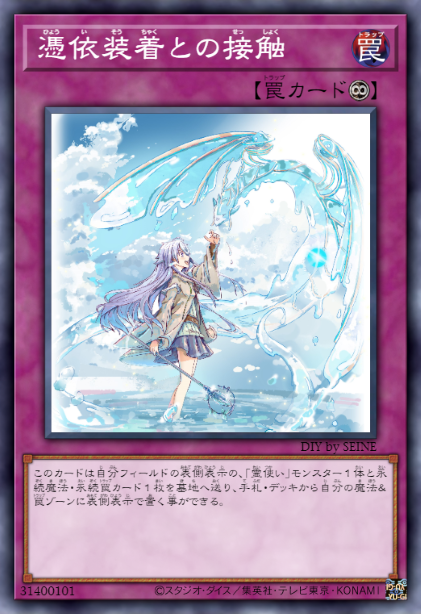 憑依装着との接触
罠
【罠カード】
DIY by SEINE
このカードは自分フィールドの表側表示の、「霊使い」モンスター1体と永
続魔法・永続罠カード1枚を墓地へ送り、手札・デッキから自分の魔法&
罠ゾーンに表側表示で置く事ができる。
31400101
©スタジオ・ダイス/集英社・テレビ東京・KONAMI